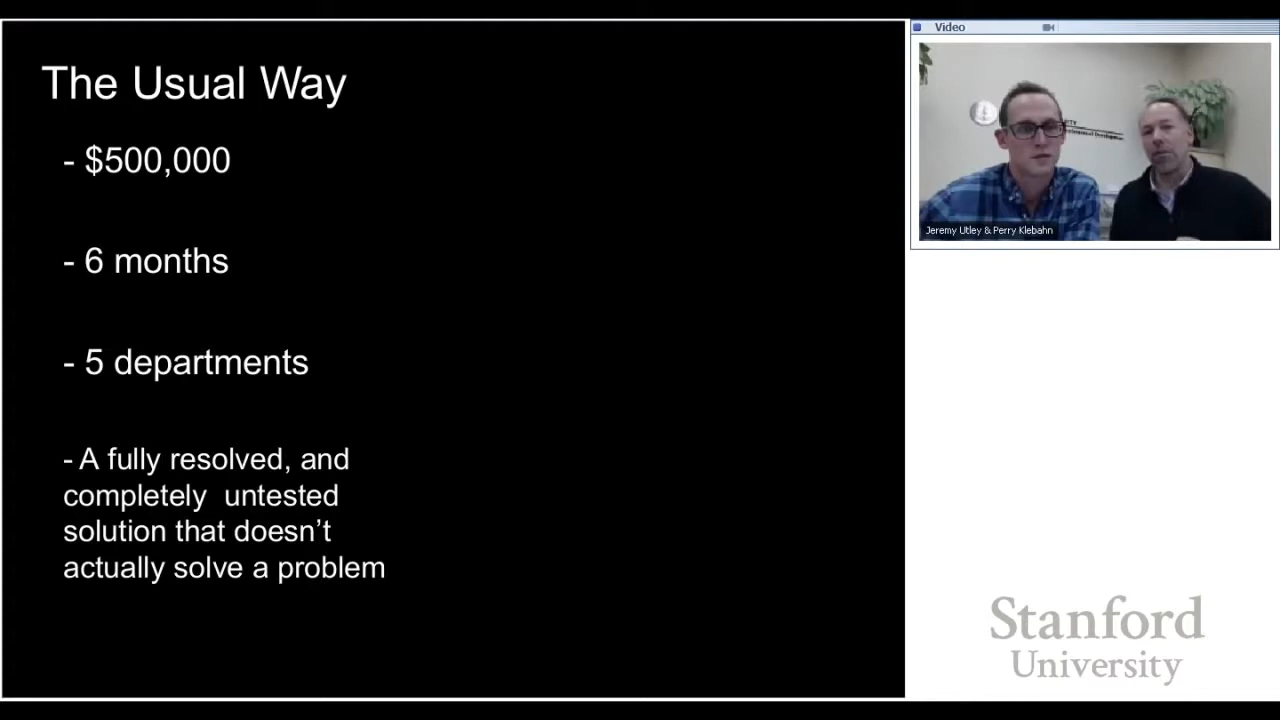 The Usual Way
- $500,000
- 6 months
- 5 departments
- A fully resolved, and
completely untested
solution that doesn’t
actually solve a problem
Video
Jeremy Utley & Perry Klebahn
Stanford
University